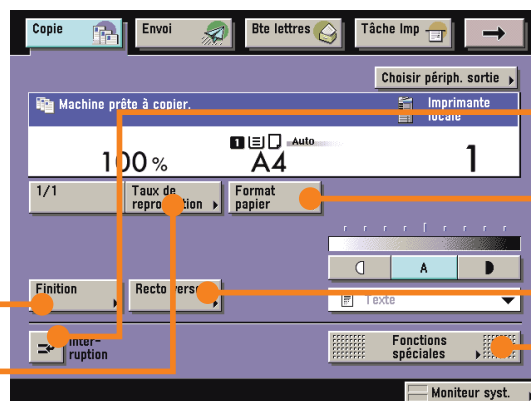 Copie
Envoi
Bte lettres
Tâche Imp
Choisir périph. sortie
Machine prête à copier.
Imprimante
locale
100 %
1
Auto
A4
1
1/1
Taux de
reproduction
Format
papier
A
Finition
Recto verso
Texte
Inter-
ruption
Fonctions
spéciales
Moniteur syst.